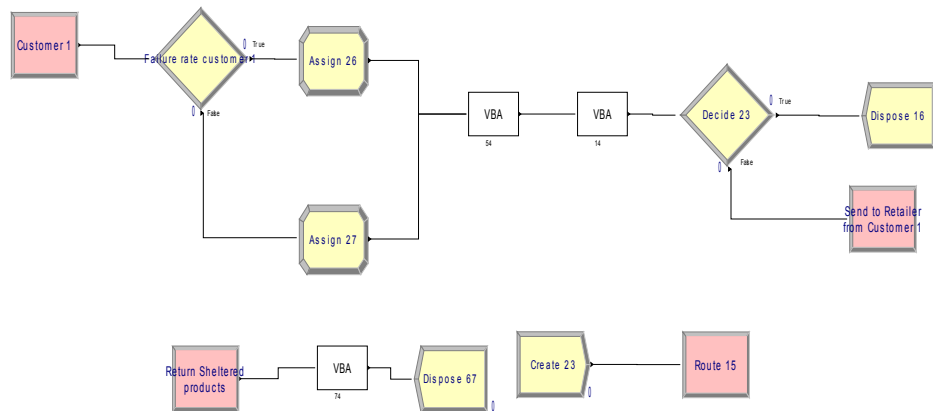 Customer 1
Failure rate customer 1
0
True
0
False
Assign 26
Assign 27
VBA
54
VBA
14
Decide 23
0
True
0
False
Dispose 16
Send to Retailer
from Customer 1
Return Sheltered
products
VBA
74
Dispose 67
0
Create 23
0
Route 15